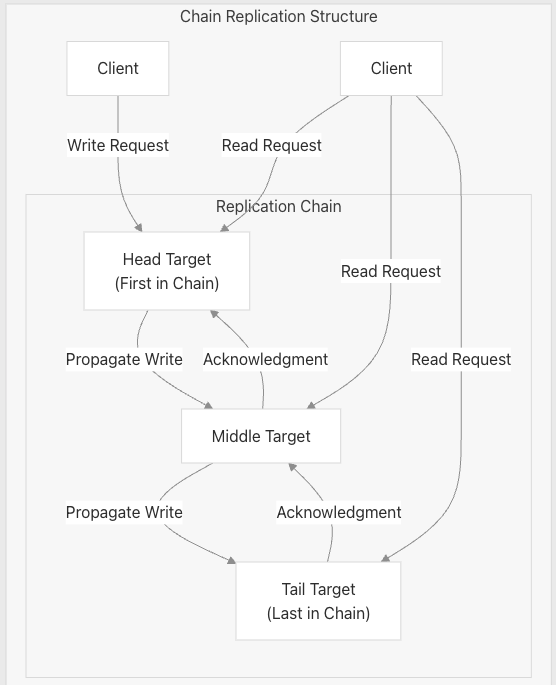 Chain Replication Structure
Client
Client
Write Request
Read Request
Replication Chain
Head Target
(First in Chain)
Read Request
Propagate Write
Acknowledgment
Read Request
Middle Target
Propagate Write
Acknowledgment
Tail Target
(Last in Chain)